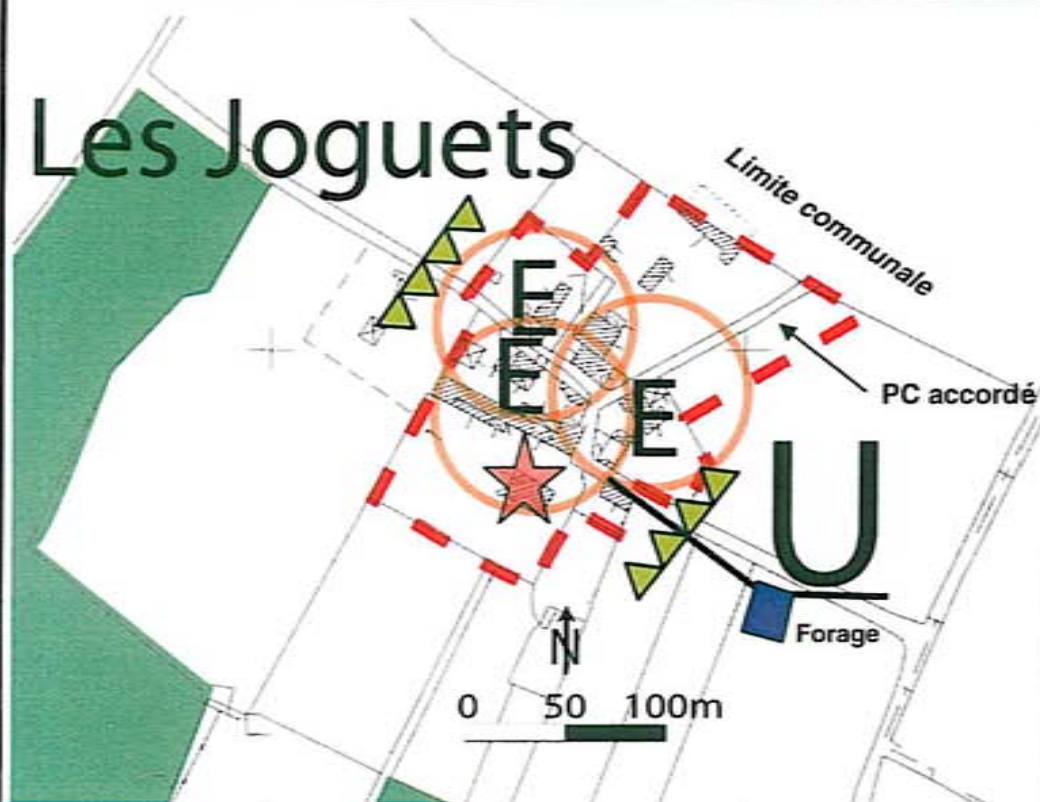 Les Joguets
Limite communale
E
E
E
PC accordé
U
Forage
N
0 50 100m